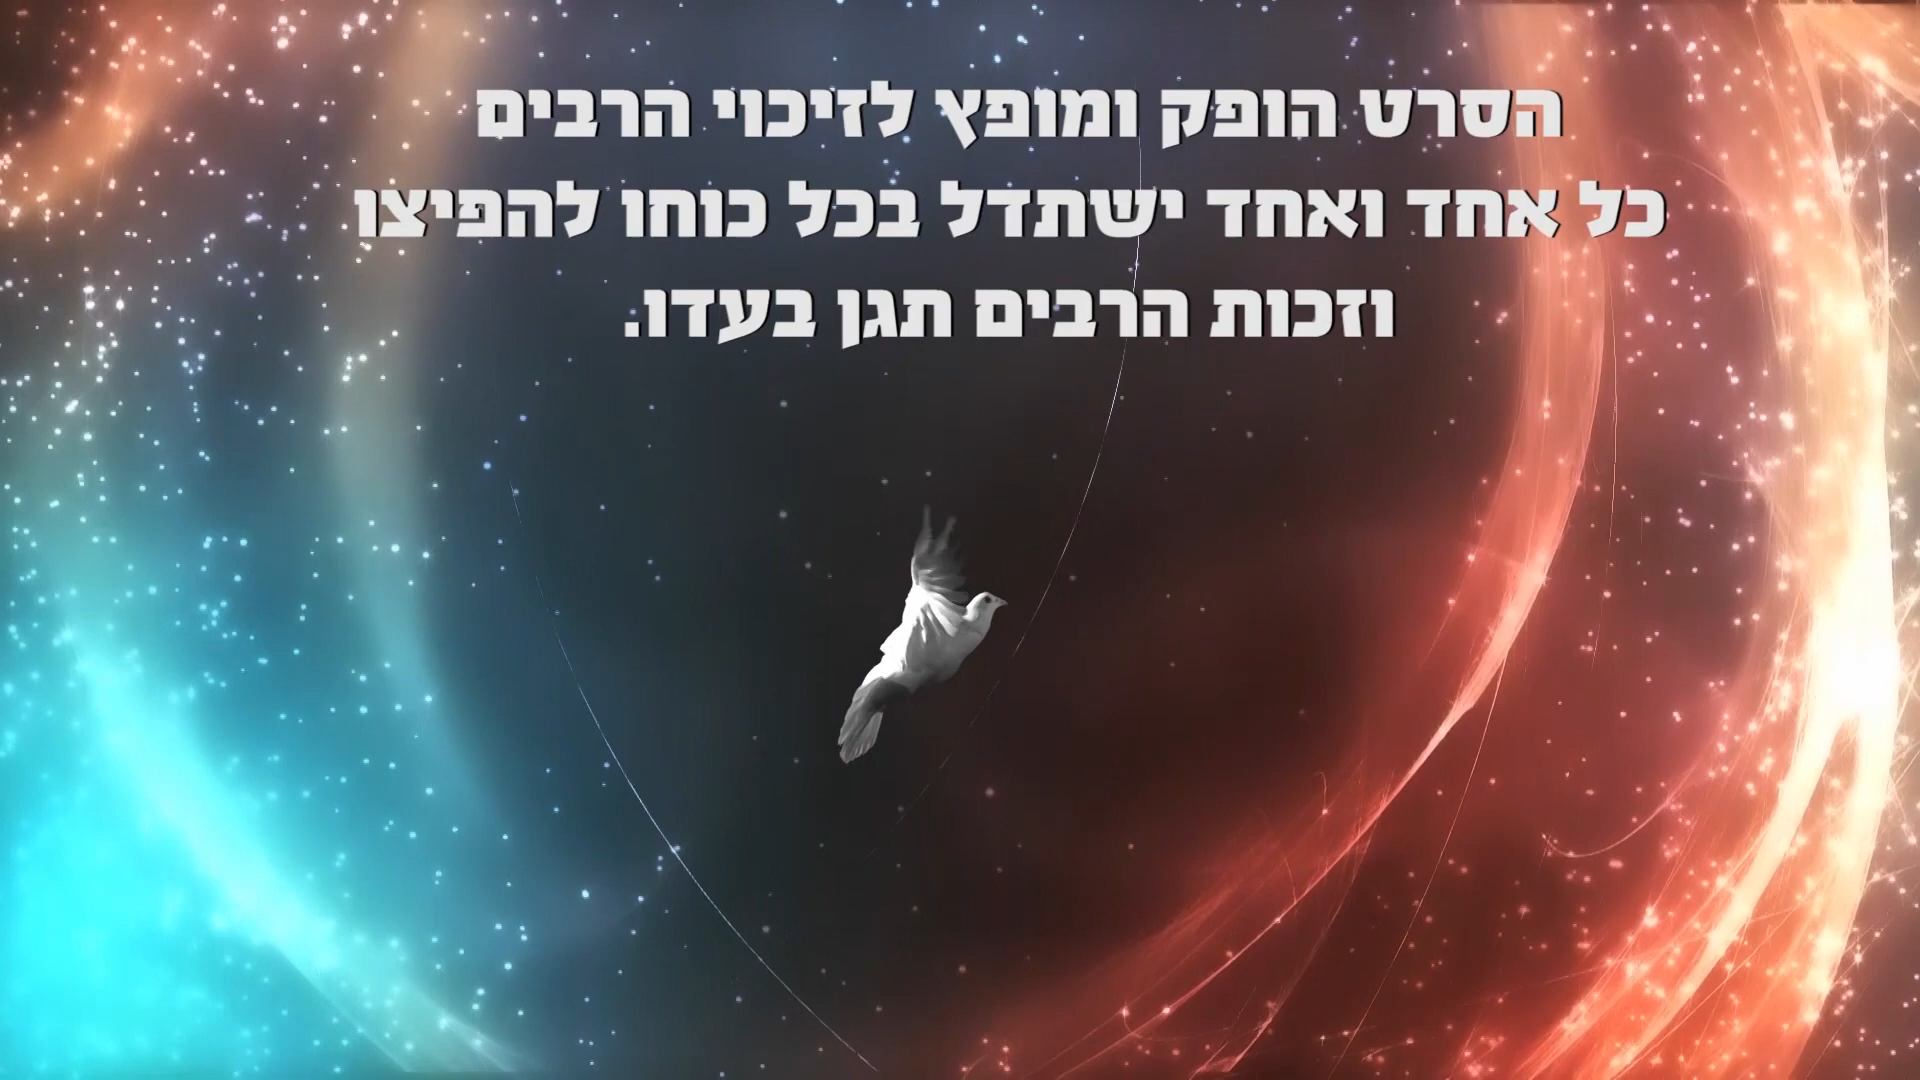 הסרט הופק ומופץ לזיכוי הרבים
כל אחד ואחד ישתדל בכל כוחו להפיצו
וזכות הרבים תגן בעדו.